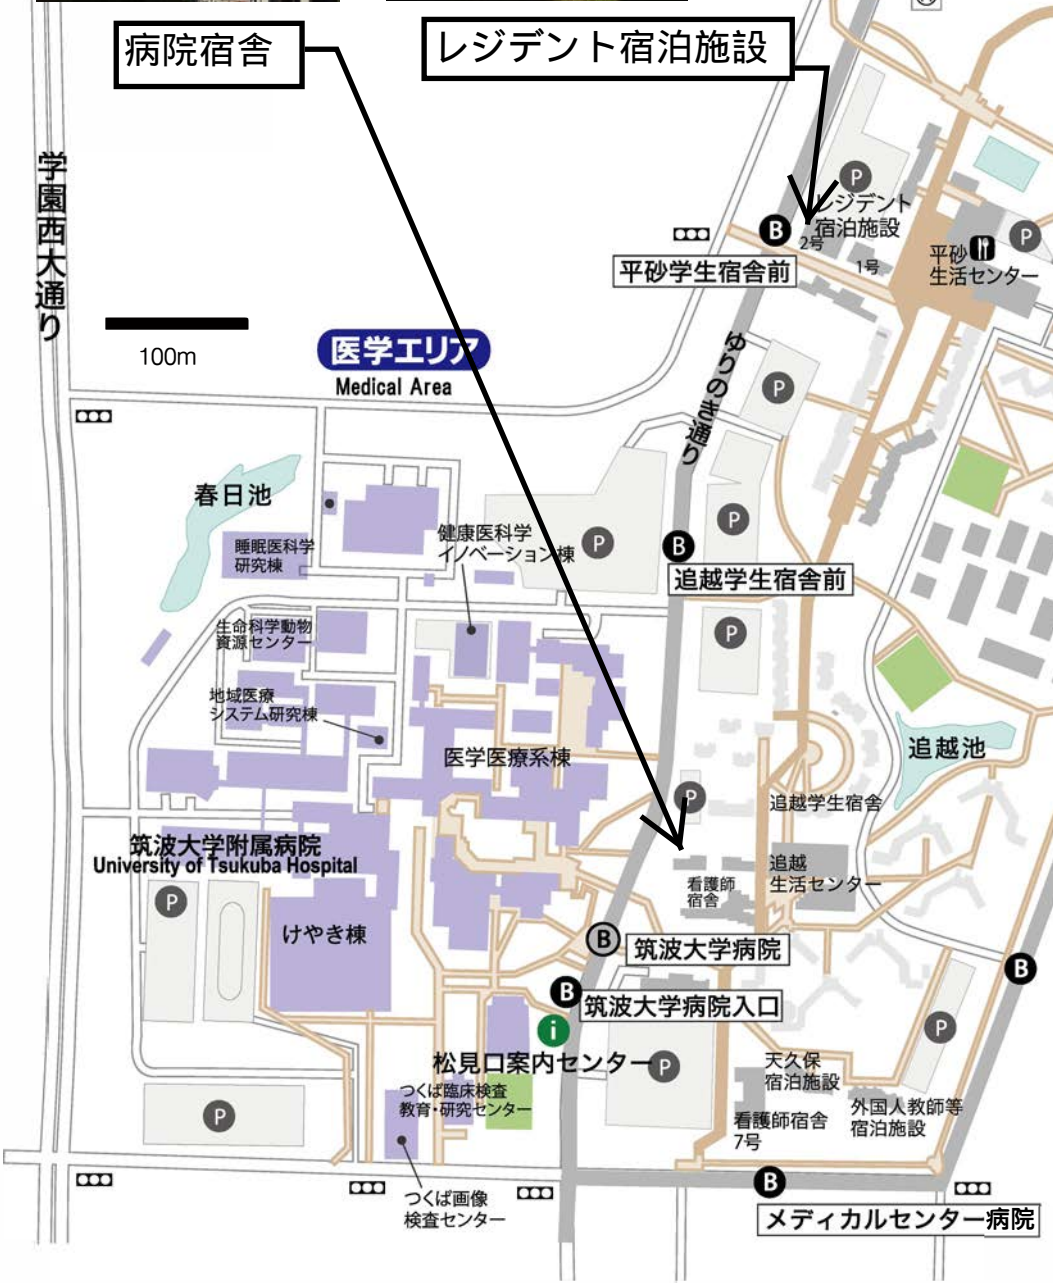 病院宿舎
レジデント宿泊施設
学園西大通り
100m
医学エリア
Medical Area
P
レジデント
宿泊施設
2号
1号
B
平砂学生宿舎前
平砂
生活センター
P
ゆりのき通り
P
春日池
睡眠医科学
研究棟
健康医科学
イノベーション棟
P
P
B
追越学生宿舎前
生命科学動物
資源センター
P
地域医療
システム研究棟
医学医療系棟
追越池
P
追越学生宿舎
筑波大学附属病院
University of Tsukuba Hospital
看護師
宿舎
追越
生活センター
P
けやき棟
B
筑波大学病院
B
B
筑波大学病院入口
i
松見口案内センター
P
P
天久保
宿泊施設
つくば臨床検査
教育・研究センター
P
看護師宿舎
7号
外国人教師等
宿泊施設
B
つくば画像
検査センター
メディカルセンター病院